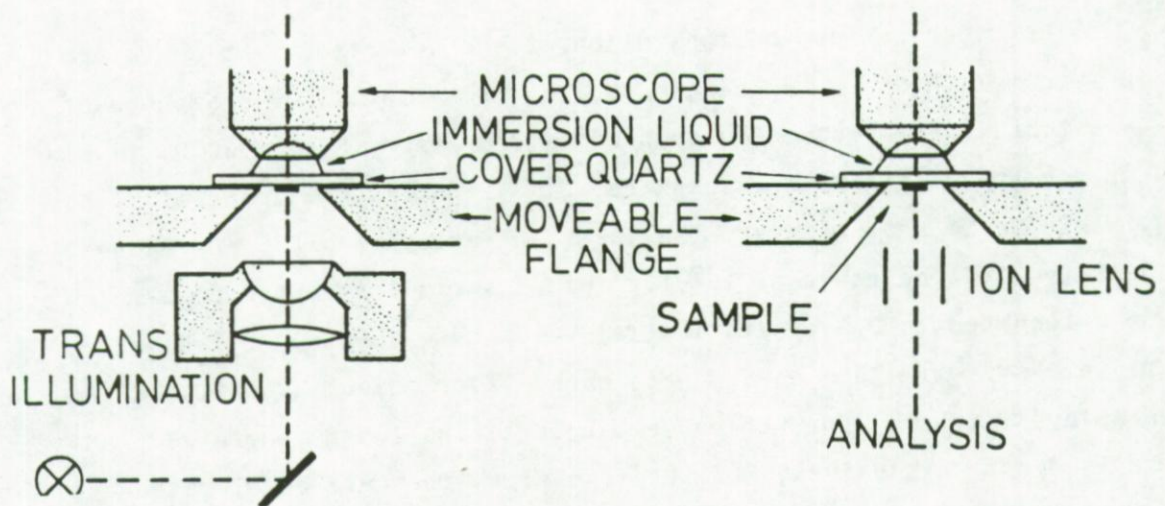 MICROSCOPE
IMMERSION LIQUID
COVER QUARTZ
MOVEABLE
FLANGE
ION LENS
SAMPLE
TRANS
ILLUMINATION
ANALYSIS